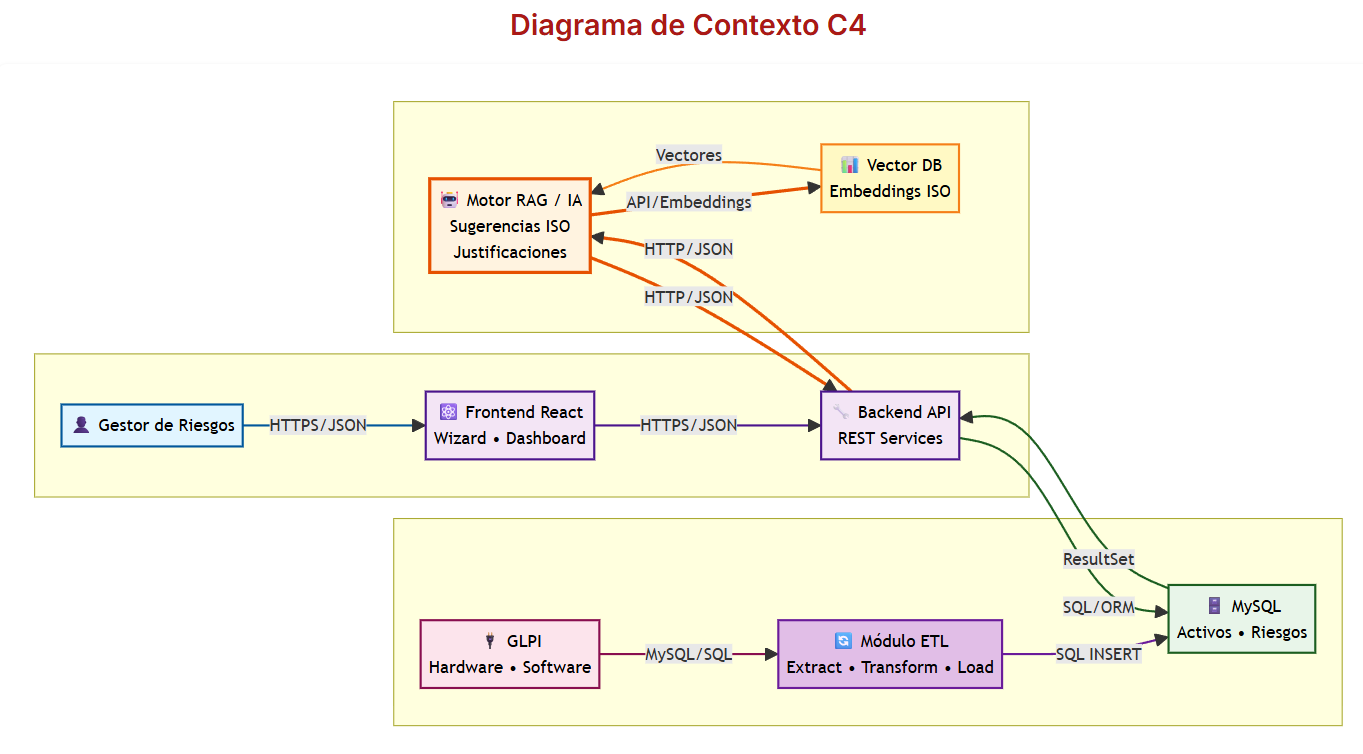 Diagrama de Contexto C4
Vectores
Vector DB
Embeddings ISO
Motor RAG / IA
Sugerencias ISO
Justificaciones
API/Embeddings
HTTP/JSON
HTTP/JSON
Gestor de Riesgos
HTTPS/JSON
Frontend React
Wizard • Dashboard
HTTPS/JSON
Backend API
REST Services
ResultSet
SQL/ORM
MySQL
Activos • Riesgos
GLPI
Hardware • Software
MySQL/SQL
Módulo ETL
Extract • Transform • Load
SQL INSERT